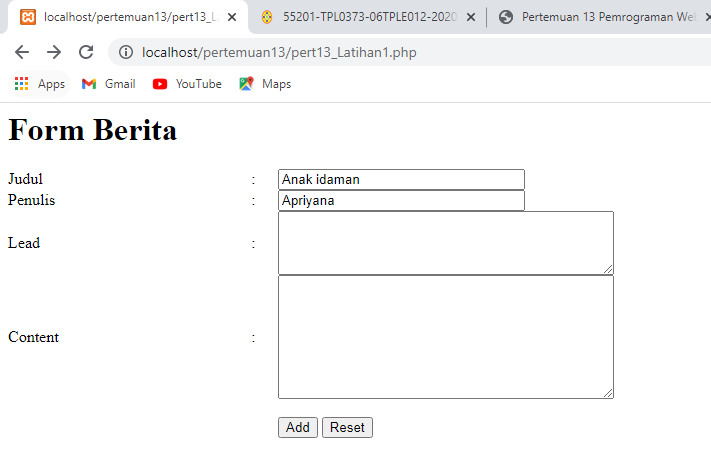 localhost/pertemuan13/pert13_L
55201-TPL0373-06TPLE012-2020
Pertemuan 13 Pemrograman We
localhost/pertemuan13/pert13_Latihan1.php
Apps Gmail YouTube Maps
Form Berita
Judul : Anak idaman
Penulis : Apriyana
Lead :
Content :
Add Reset